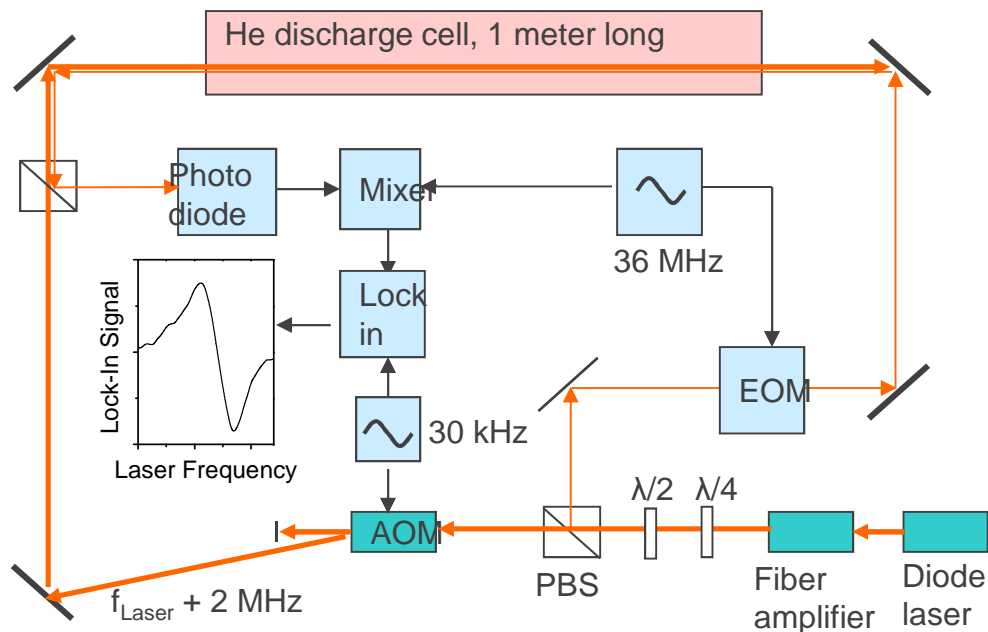 He discharge cell, 1 meter long
Photo
diode
Mixer
36 MHz
Lock
in
Lock-In Signal
Laser Frequency
30 kHz
EOM
λ/2
λ/4
AOM
PBS
Fiber
amplifier
Diode
laser
fLaser + 2 MHz